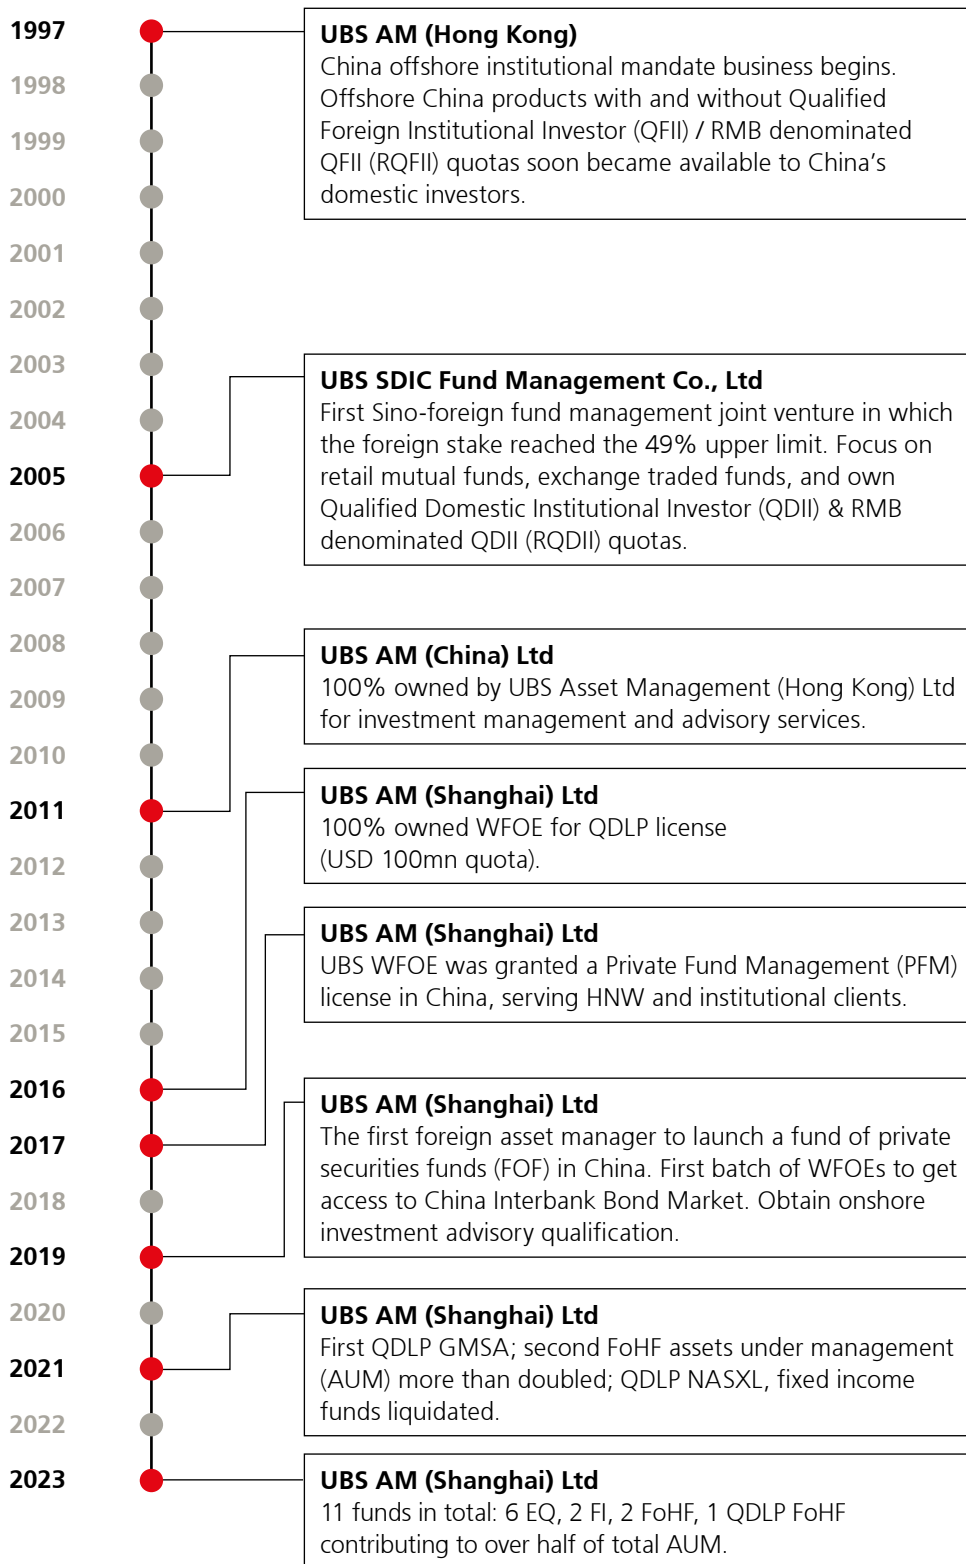 1997
UBS AM (Hong Kong)
China offshore institutional mandate business begins.
Offshore China products with and without Qualified
Foreign Institutional Investor (QFII) / RMB denominated
QFII (RQFII) quotas soon became available to China’s
domestic investors.
1998
1999
2000
2001
2002
2003
2004
2005
UBS SDIC Fund Management Co., Ltd
First Sino-foreign fund management joint venture in which
the foreign stake reached the 49% upper limit. Focus on
retail mutual funds, exchange traded funds, and own
Qualified Domestic Institutional Investor (QDII) & RMB
denominated QDII (RQDII) quotas.
2006
2007
2008
2009
2010
2011
UBS AM (China) Ltd
100% owned by UBS Asset Management (Hong Kong) Ltd
for investment management and advisory services.
2012
2013
2014
2015
2016
UBS AM (Shanghai) Ltd
100% owned WFOE for QDLP license
(USD 100mn quota).
2017
UBS AM (Shanghai) Ltd
UBS WFOE was granted a Private Fund Management (PFM)
license in China, serving HNW and institutional clients.
2018
2019
UBS AM (Shanghai) Ltd
The first foreign asset manager to launch a fund of private
securities funds (FOF) in China. First batch of WFOEs to get
access to China Interbank Bond Market. Obtain onshore
investment advisory qualification.
2020
2021
UBS AM (Shanghai) Ltd
First QDLP GMSA; second FoHF assets under management
(AUM) more than doubled; QDLP NASXL, fixed income
funds liquidated.
2022
2023
UBS AM (Shanghai) Ltd
11 funds in total: 6 EQ, 2 FI, 2 FoHF, 1 QDLP FoHF
contributing to over half of total AUM.